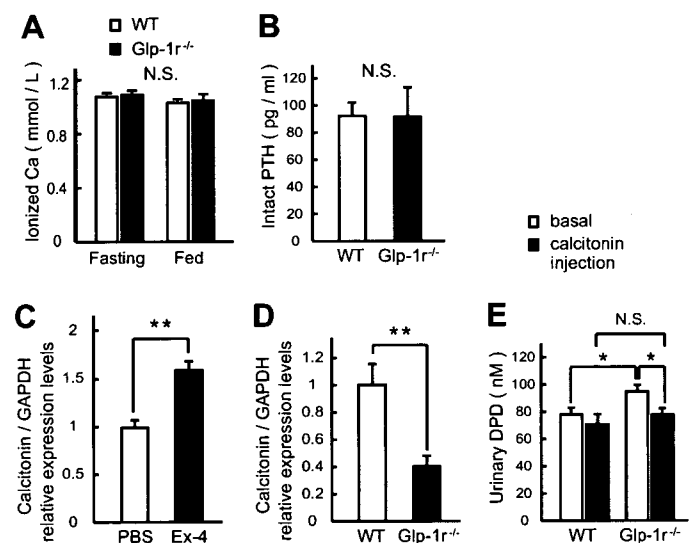 A
WT
Glp-1r-/-
N.S.
Ionized Ca ( mmol / L )
1.2
0.8
0.4
0
Fasting
Fed
B
N.S.
Intact PTH ( pg / ml )
120
100
80
60
40
20
0
WT
Glp-1r-/-
basal
calcitonin
injection
C
**
Calcitonin / GAPDH
relative expression levels
2
1.5
1
0.5
0
PBS
Ex-4
D
**
Calcitonin / GAPDH
relative expression levels
1.2
1
0.8
0.6
0.4
0.2
0
WT
Glp-1r-/-
E
N.S.
*
*
Urinary DPD ( nM )
120
100
80
60
40
20
0
WT
Glp-1r-/-